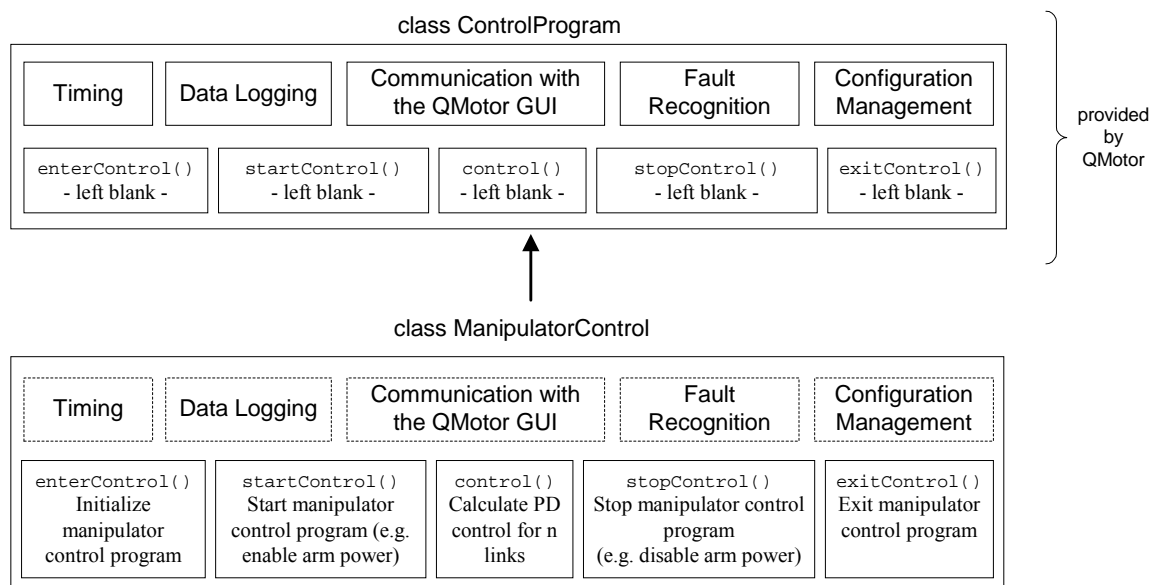 class ControlProgram
Timing
Data Logging
Communication with
the QMotor GUI
Fault
Recognition
Configuration
Management
provided
by
QMotor
enterControl()
- left blank -
startControl()
- left blank -
control()
- left blank -
stopControl()
- left blank -
exitControl()
- left blank -
class ManipulatorControl
Timing
Data Logging
Communication with
the QMotor GUI
Fault
Recognition
Configuration
Management
enterControl()
Initialize
manipulator
control program
startControl()
Start manipulator
control program (e.g.
enable arm power)
control()
Calculate PD
control for n
links
stopControl()
Stop manipulator control
program
(e.g. disable arm power)
exitControl()
Exit manipulator
control program